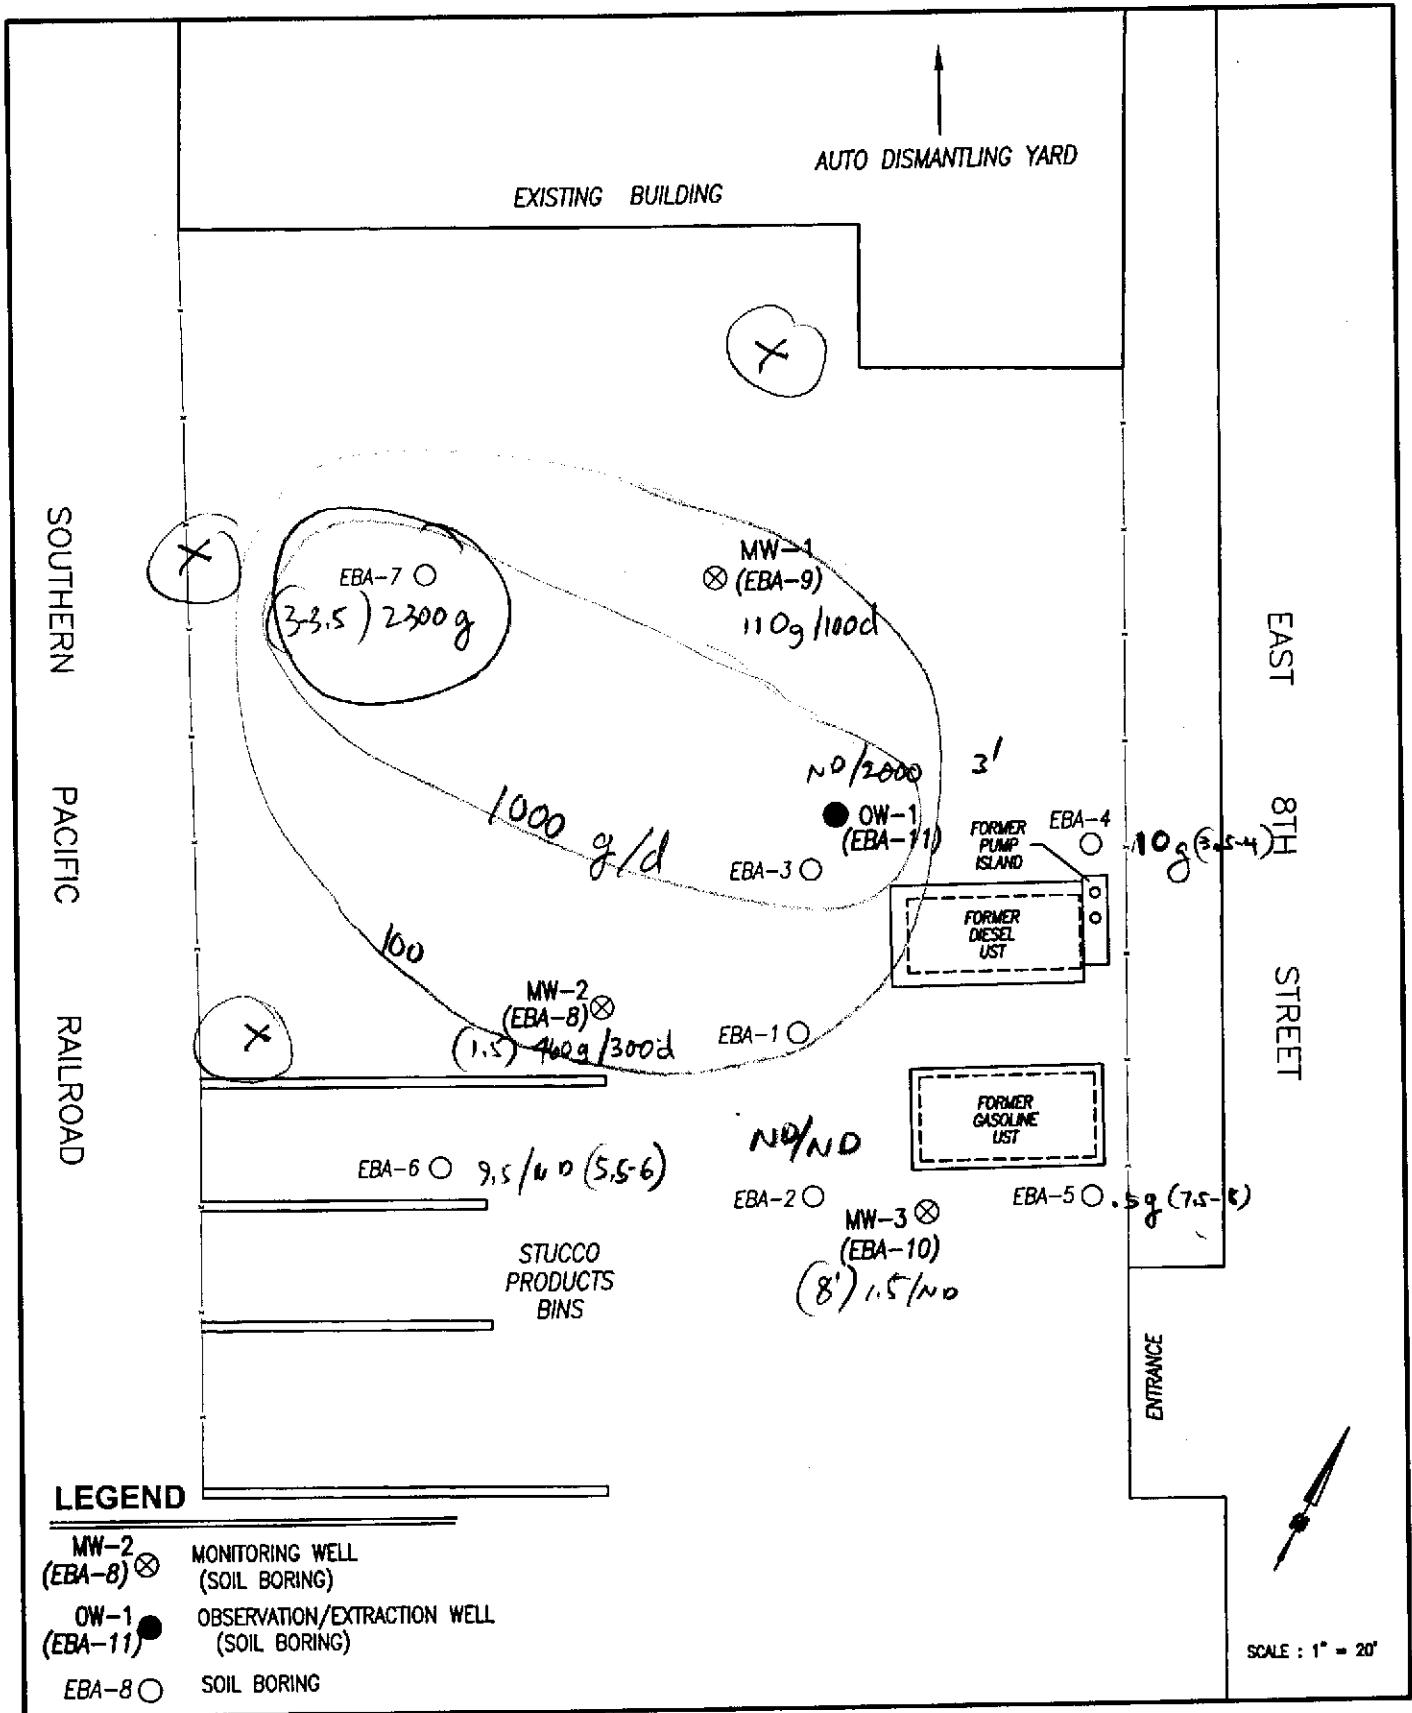 AUTO DISMANTLING YARD
EXISTING BUILDING
X
X
X
SOUTHERN PACIFIC RAILROAD
EAST 8TH STREET
EBA-7
(3-3.5) 2300 g
MW-1
(EBA-9)
110g/100d
ND/2000
3'
OW-1
(EBA-11)
EBA-3
FORMER
PUMP
ISLAND
EBA-4
10g (3.5-4)
1000 g/d
FORMER
DIESEL
UST
100
MW-2
(EBA-8)
(1.5) 460g/300d
EBA-1
FORMER
GASOLINE
UST
ND/ND
EBA-6
9.5/ND (5.5-6)
EBA-2
MW-3
(EBA-10)
(8') 1.5/ND
EBA-5
.5g (7.5-8)
STUCCO
PRODUCTS
BINS
ENTRANCE
LEGEND
MW-2
(EBA-8)
MONITORING WELL
(SOIL BORING)
OW-1
(EBA-11)
OBSERVATION/EXTRACTION WELL
(SOIL BORING)
EBA-8
SOIL BORING
SCALE : 1" = 20'